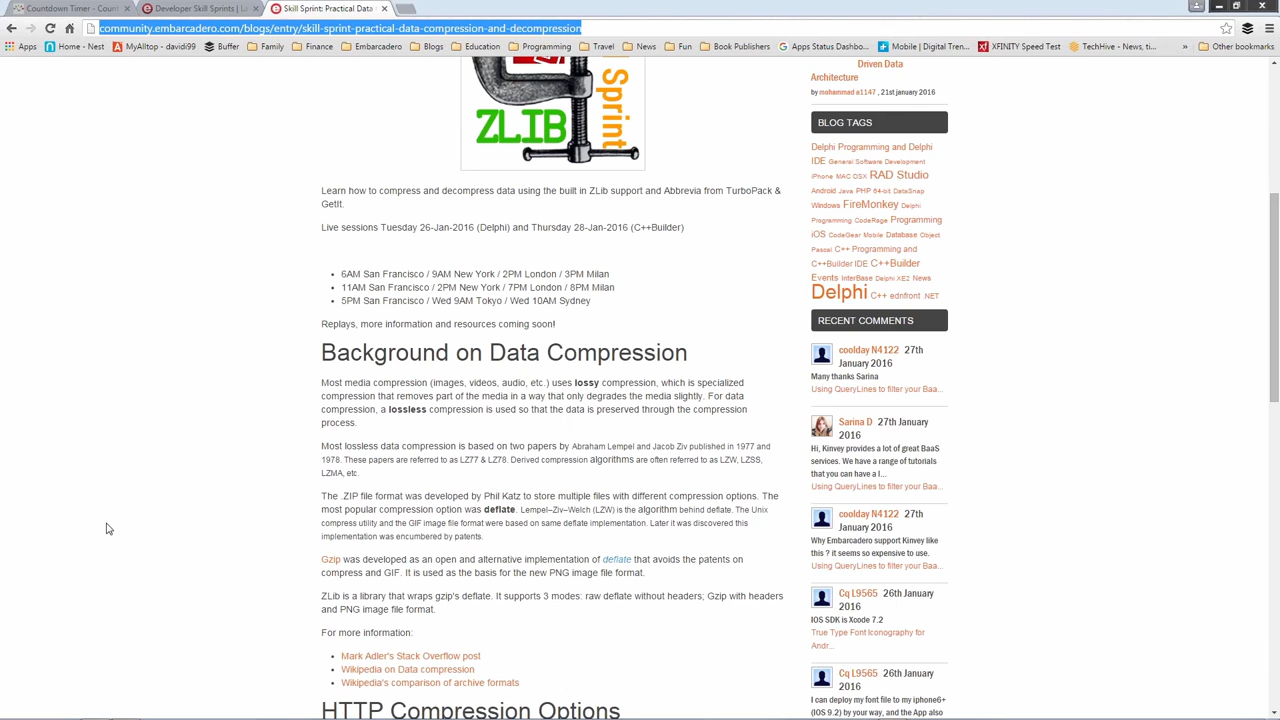 Countdown Timer - Counti
Developer Skill Sprints | La
Skill Sprint: Practical Data
community.embarcadero.com/blogs/entry/skill-sprint-practical-data-compression-and-decompression
Apps
Home - Nest
MyAlltop - davidi99
Buffer
Family
Finance
Embarcadero
Blogs
Education
Programming
Travel
News
Fun
Book Publishers
Apps Status Dashbo...
Mobile | Digital Tren...
XFINITY Speed Test
TechHive - News, ti...
»
Other bookmarks
ZLIB
Sprint
Learn how to compress and decompress data using the built in ZLib support and Abbrevia from TurboPack &
GetIt.
Live sessions Tuesday 26-Jan-2016 (Delphi) and Thursday 28-Jan-2016 (C++Builder)
• 6AM San Francisco / 9AM New York / 2PM London / 3PM Milan
• 11AM San Francisco / 2PM New York / 7PM London / 8PM Milan
• 5PM San Francisco / Wed 9AM Tokyo / Wed 10AM Sydney
Replays, more information and resources coming soon!
Background on Data Compression
Most media compression (images, videos, audio, etc.) uses lossy compression, which is specialized
compression that removes part of the media in a way that only degrades the media slightly. For data
compression, a lossless compression is used so that the data is preserved through the compression
process.
Most lossless data compression is based on two papers by Abraham Lempel and Jacob Ziv published in 1977 and
1978. These papers are referred to as LZ77 & LZ78. Derived compression algorithms are often referred to as LZW, LZSS,
LZMA, etc.
The .ZIP file format was developed by Phil Katz to store multiple files with different compression options. The
most popular compression option was deflate. Lempel–Ziv–Welch (LZW) is the algorithm behind deflate. The Unix
compress utility and the GIF image file format were based on same deflate implementation. Later it was discovered this
implementation was encumbered by patents.
Gzip was developed as an open and alternative implementation of deflate that avoids the patents on
compress and GIF. It is used as the basis for the new PNG image file format.
ZLib is a library that wraps gzip's deflate. It supports 3 modes: raw deflate without headers; Gzip with headers
and PNG image file format.
For more information:
• Mark Adler's Stack Overflow post
• Wikipedia on Data compression
• Wikipedia's comparison of archive formats
HTTP Compression Options
Driven Data
Architecture
by mohammad a1147 , 21st january 2016
BLOG TAGS
Delphi Programming and Delphi
IDE General Software Development
iPhone MAC OSX RAD Studio
Android Java PHP 64-bit DataSnap
Windows FireMonkey Delphi
Programming CodeRage Programming
iOS CodeGear Mobile Database Object
Pascal C++ Programming and
C++Builder IDE C++Builder
Events InterBase Delphi XE2 News
Delphi C++ ednfront .NET
RECENT COMMENTS
coolday N4122 27th
January 2016
Many thanks Sarina
Using QueryLines to filter your Baa...
Sarina D 27th January
2016
Hi, Kinvey provides a lot of great BaaS
services. We have a range of tutorials
that you can have a l...
Using QueryLines to filter your Baa...
coolday N4122 27th
January 2016
Why Embarcadero support Kinvey like
this ? it seems so expensive to use.
Using QueryLines to filter your Baa...
Cq L9565 26th January
2016
IOS SDK is Xcode 7.2
True Type Font Iconography for
Andr...
Cq L9565 26th January
2016
I can deploy my font file to my iphone6+
(IOS 9.2) by your way, and the App also